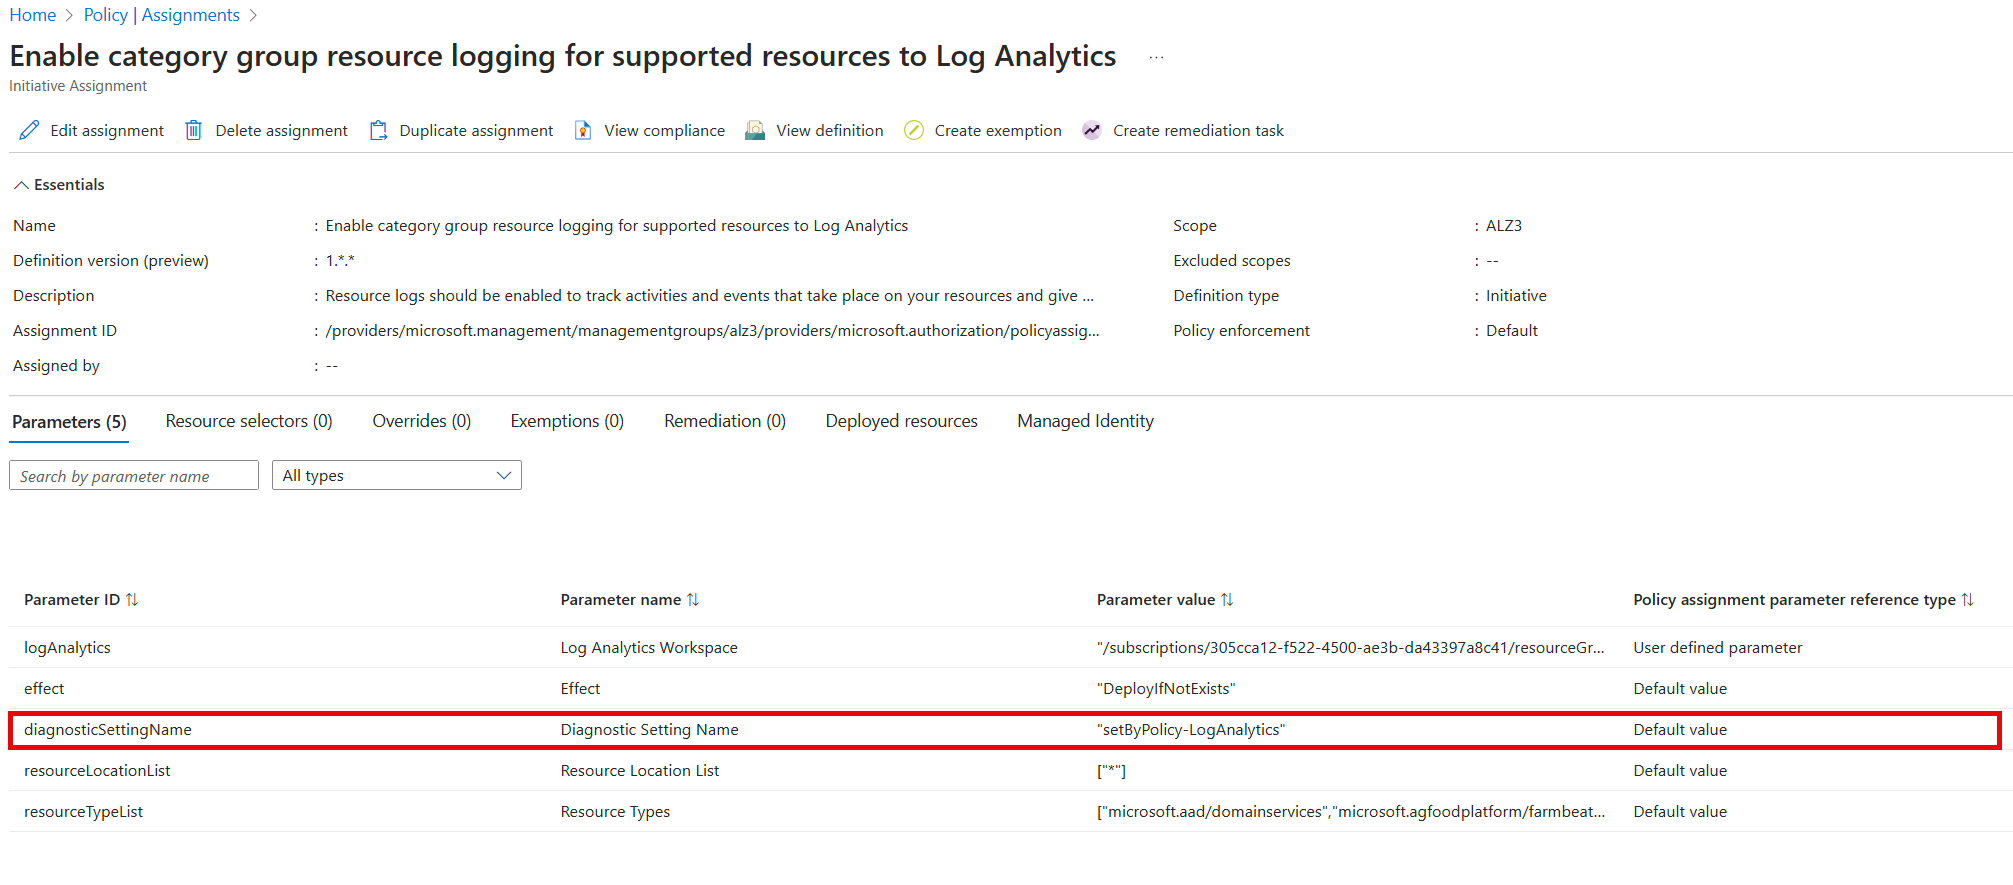 Home > Policy | Assignments >
Enable category group resource logging for supported resources to Log Analytics ...
Initiative Assignment
Edit assignment Delete assignment Duplicate assignment View compliance View definition Create exemption Create remediation task
Essentials
Name : Enable category group resource logging for supported resources to Log Analytics Scope : ALZ3
Definition version (preview) : 1.*.* Excluded scopes : --
Description : Resource logs should be enabled to track activities and events that take place on your resources and give ... Definition type : Initiative
Assignment ID : /providers/microsoft.management/managementgroups/alz3/providers/microsoft.authorization/policyassig... Policy enforcement : Default
Assigned by : --
Parameters (5) Resource selectors (0) Overrides (0) Exemptions (0) Remediation (0) Deployed resources Managed Identity
Search by parameter name All types
Parameter ID Parameter name Parameter value Policy assignment parameter reference type
logAnalytics Log Analytics Workspace "/subscriptions/305cca12-f522-4500-ae3b-da43397a8c41/resourceGr... User defined parameter
effect Effect "DeployIfNotExists" Default value
diagnosticSettingName Diagnostic Setting Name "setByPolicy-LogAnalytics" Default value
resourceLocationList Resource Location List ["*"] Default value
resourceTypeList Resource Types ["microsoft.aad/domainservices","microsoft.agfoodplatform/farmbeat... Default value